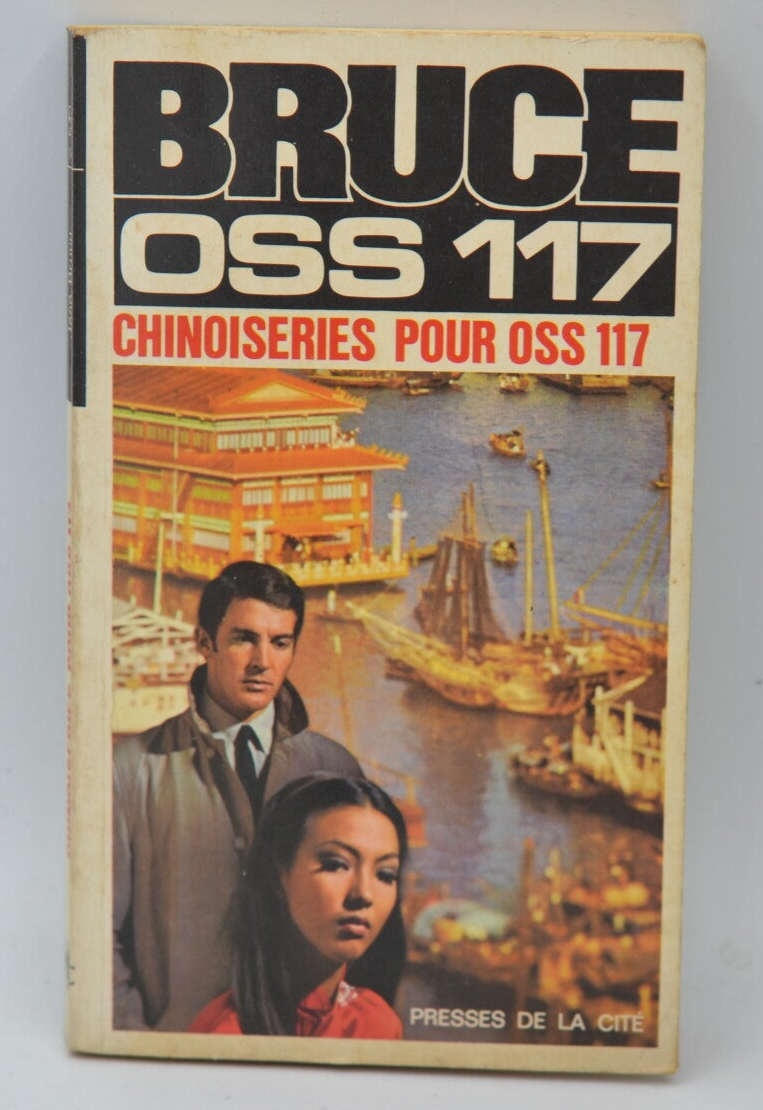 BRUCE
OSS 117
CHINOISERIES POUR OSS 117
PRESSES DE LA CITÉ